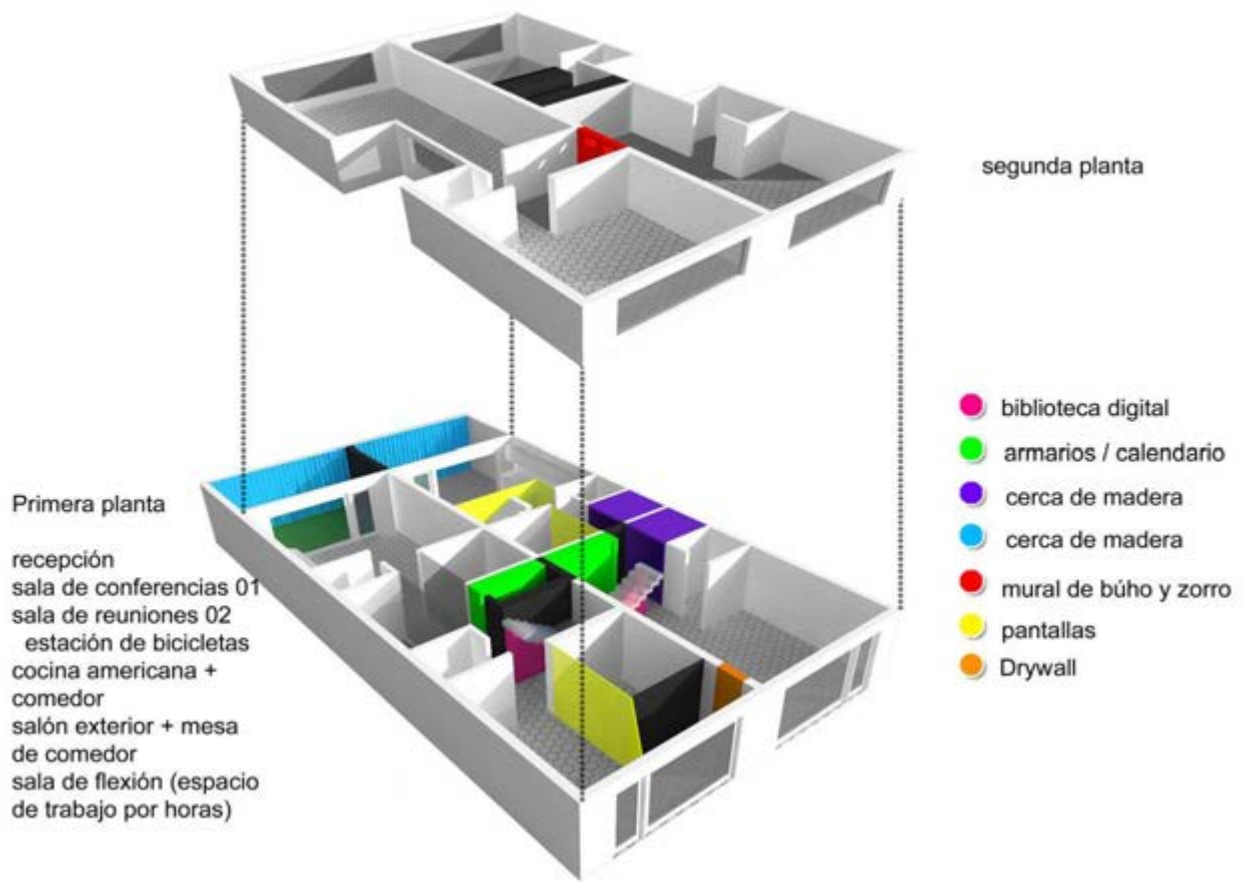 segunda planta
biblioteca digital
armarios / calendario
cerca de madera
cerca de madera
mural de búho y zorro
pantallas
Drywall
Primera planta
recepción
sala de conferencias 01
sala de reuniones 02
estación de bicicletas
cocina americana +
comedor
salón exterior + mesa
de comedor
sala de flexión (espacio
de trabajo por horas)